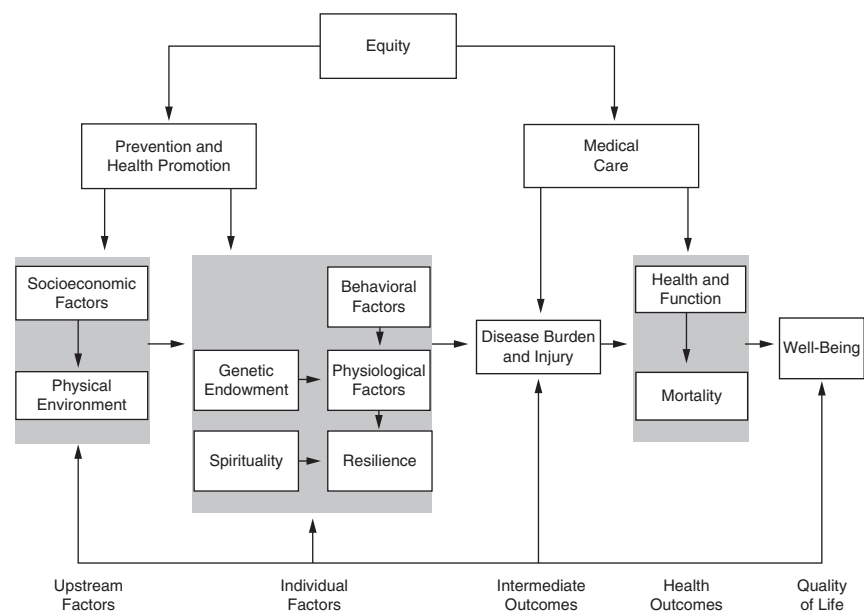 Equity
Prevention and
Health Promotion
Medical
Care
Socioeconomic
Factors
Physical
Environment
Behavioral
Factors
Genetic
Endowment
Physiological
Factors
Spirituality
Resilience
Disease Burden
and Injury
Health and
Function
Mortality
Well-Being
Upstream
Factors
Individual
Factors
Intermediate
Outcomes
Health
Outcomes
Quality
of Life